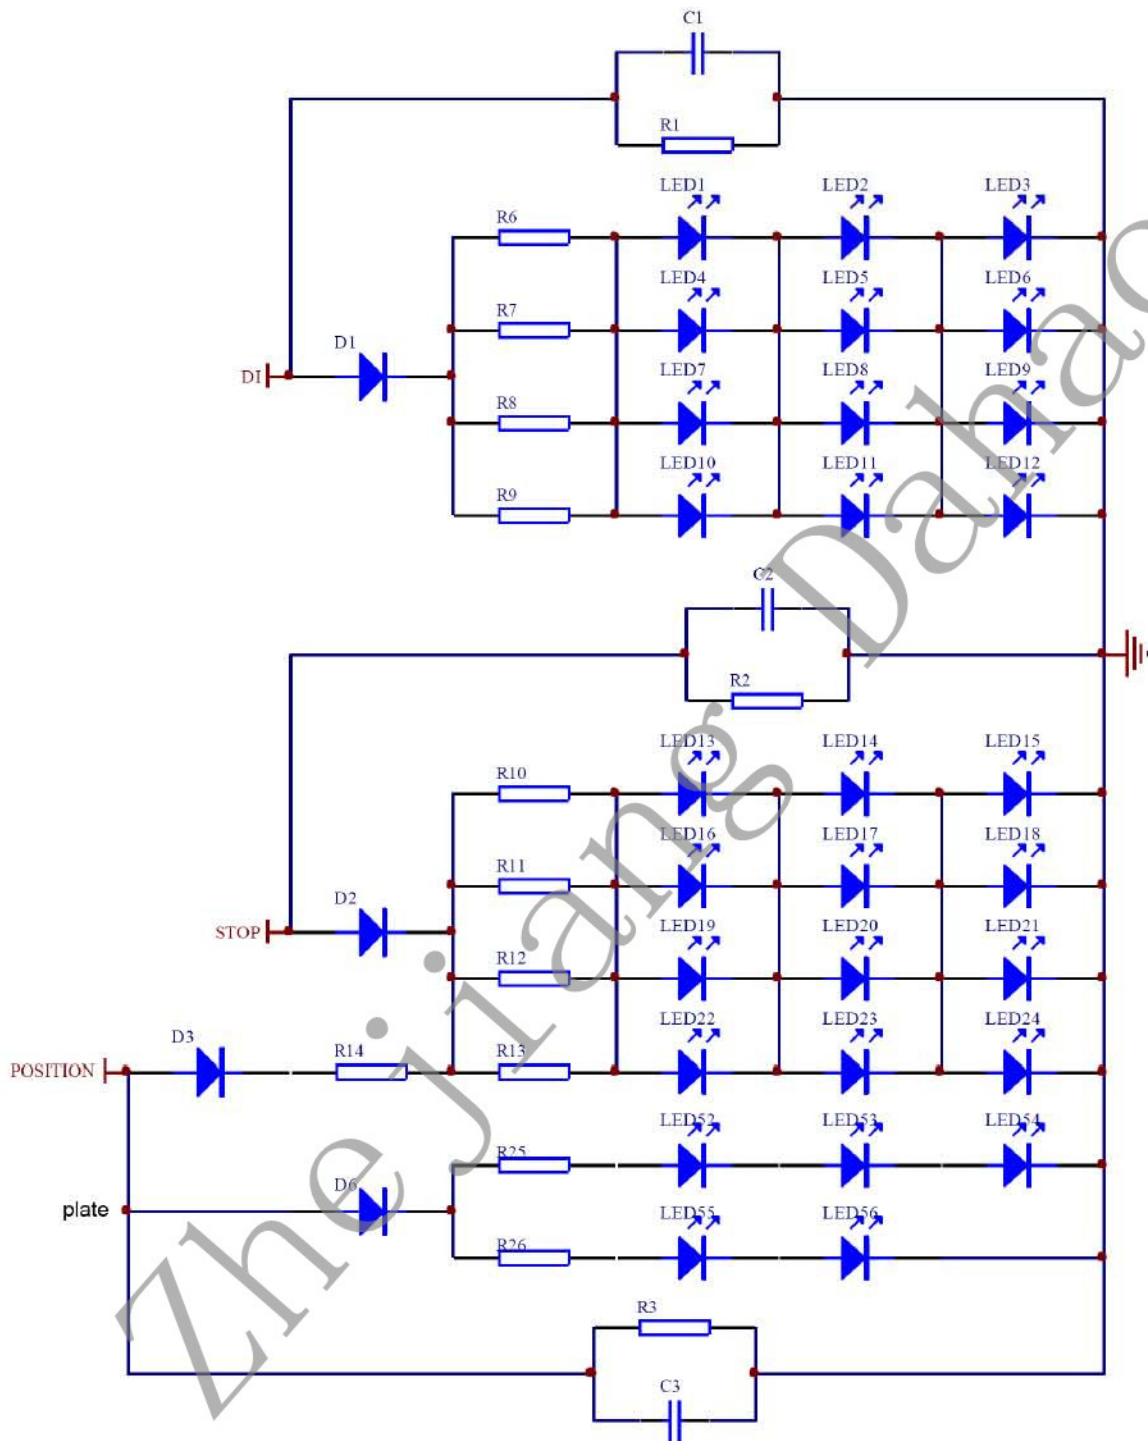 C1
R1
LED1 LED2 LED3
R6
LED4 LED5 LED6
R7
D1
DI
LED7 LED8 LED9
R8
LED10 LED11 LED12
R9
C2
R2
LED13 LED14 LED15
R10
LED16 LED17 LED18
R11
D2
STOP
LED19 LED20 LED21
R12
LED22 LED23 LED24
D3
R14 R13
POSITION
LED52 LED53 LED54
R25
D6
plate
LED55 LED56
R26
R3
C3
Zhejiang Dahao